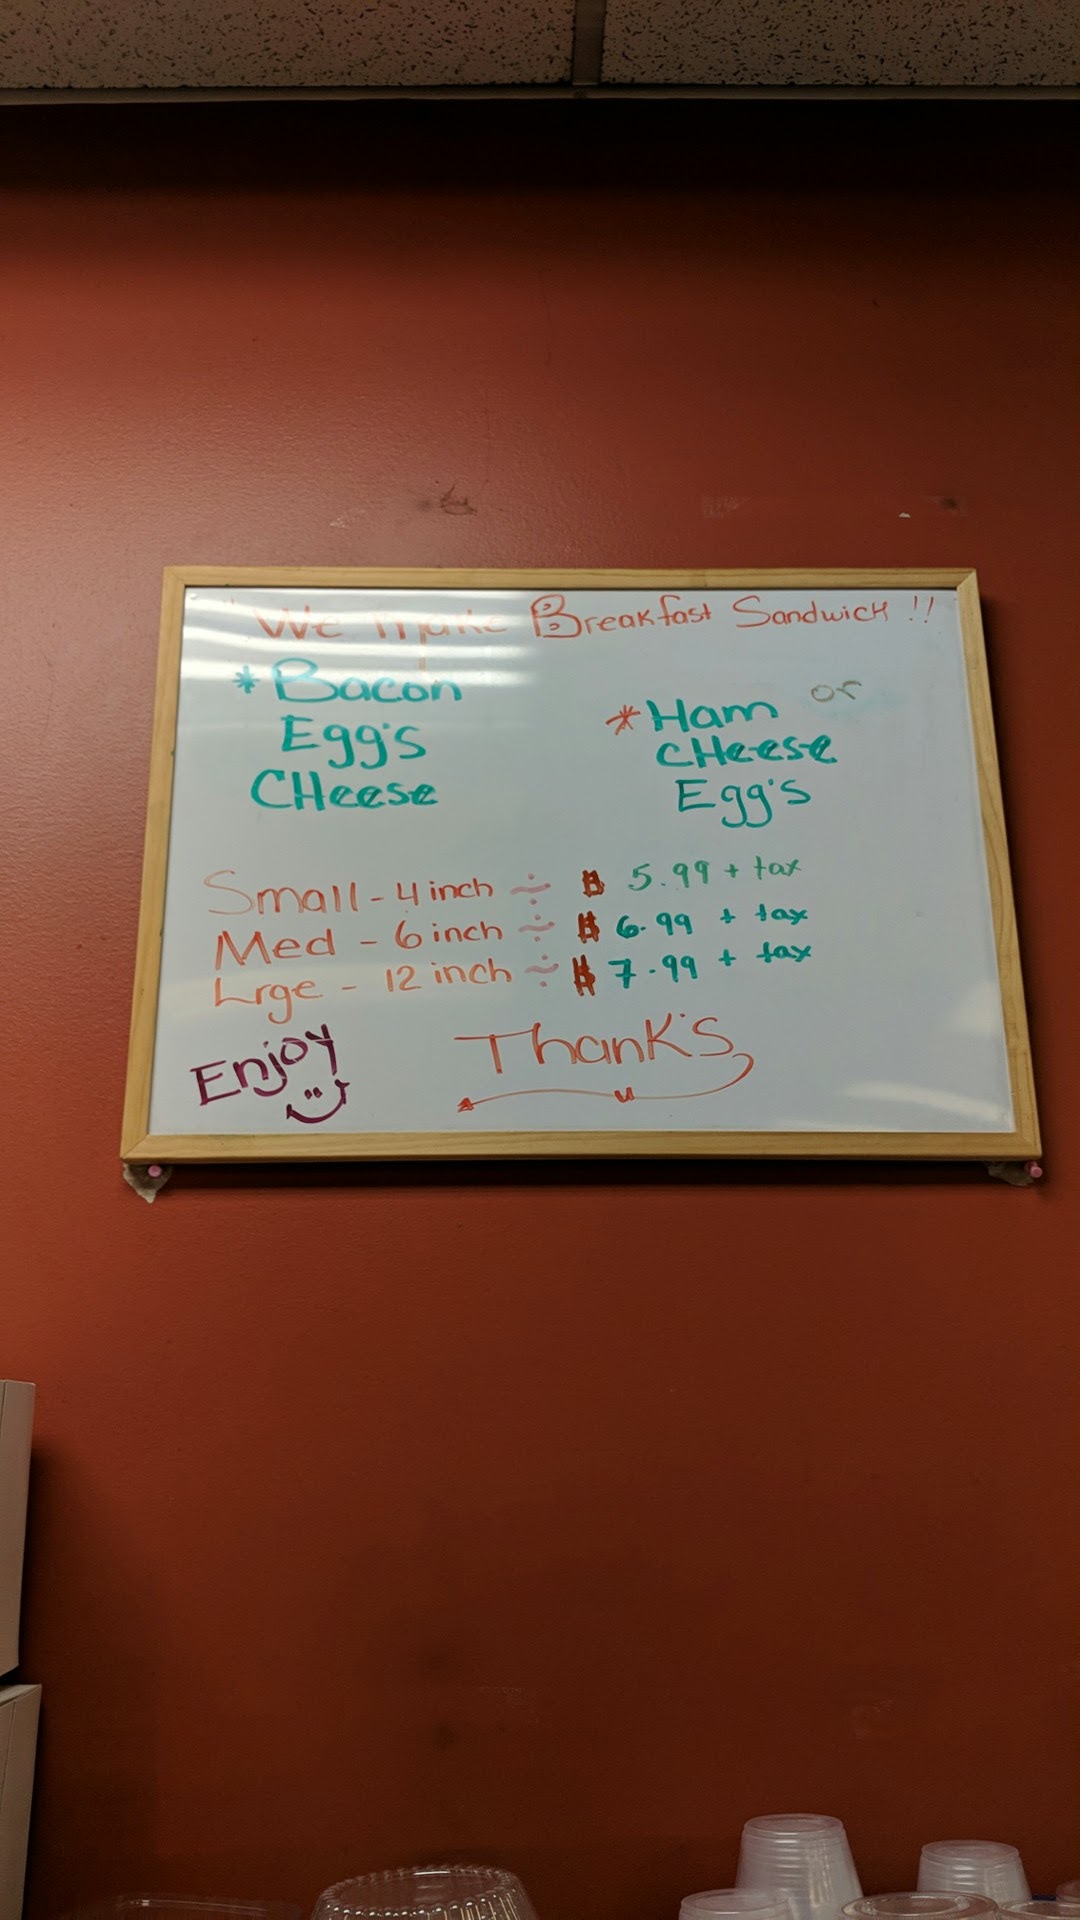 "We Make Breakfast Sandwich !!
*Bacon
Egg's
CHeese
or
*Ham
CHeese
Egg's
Small - 4 inch ÷ $ 5.99 + tax
Med - 6 inch ÷ $ 6.99 + tax
Lrge - 12 inch ÷ $ 7.99 + tax
Enjoy
Thank's